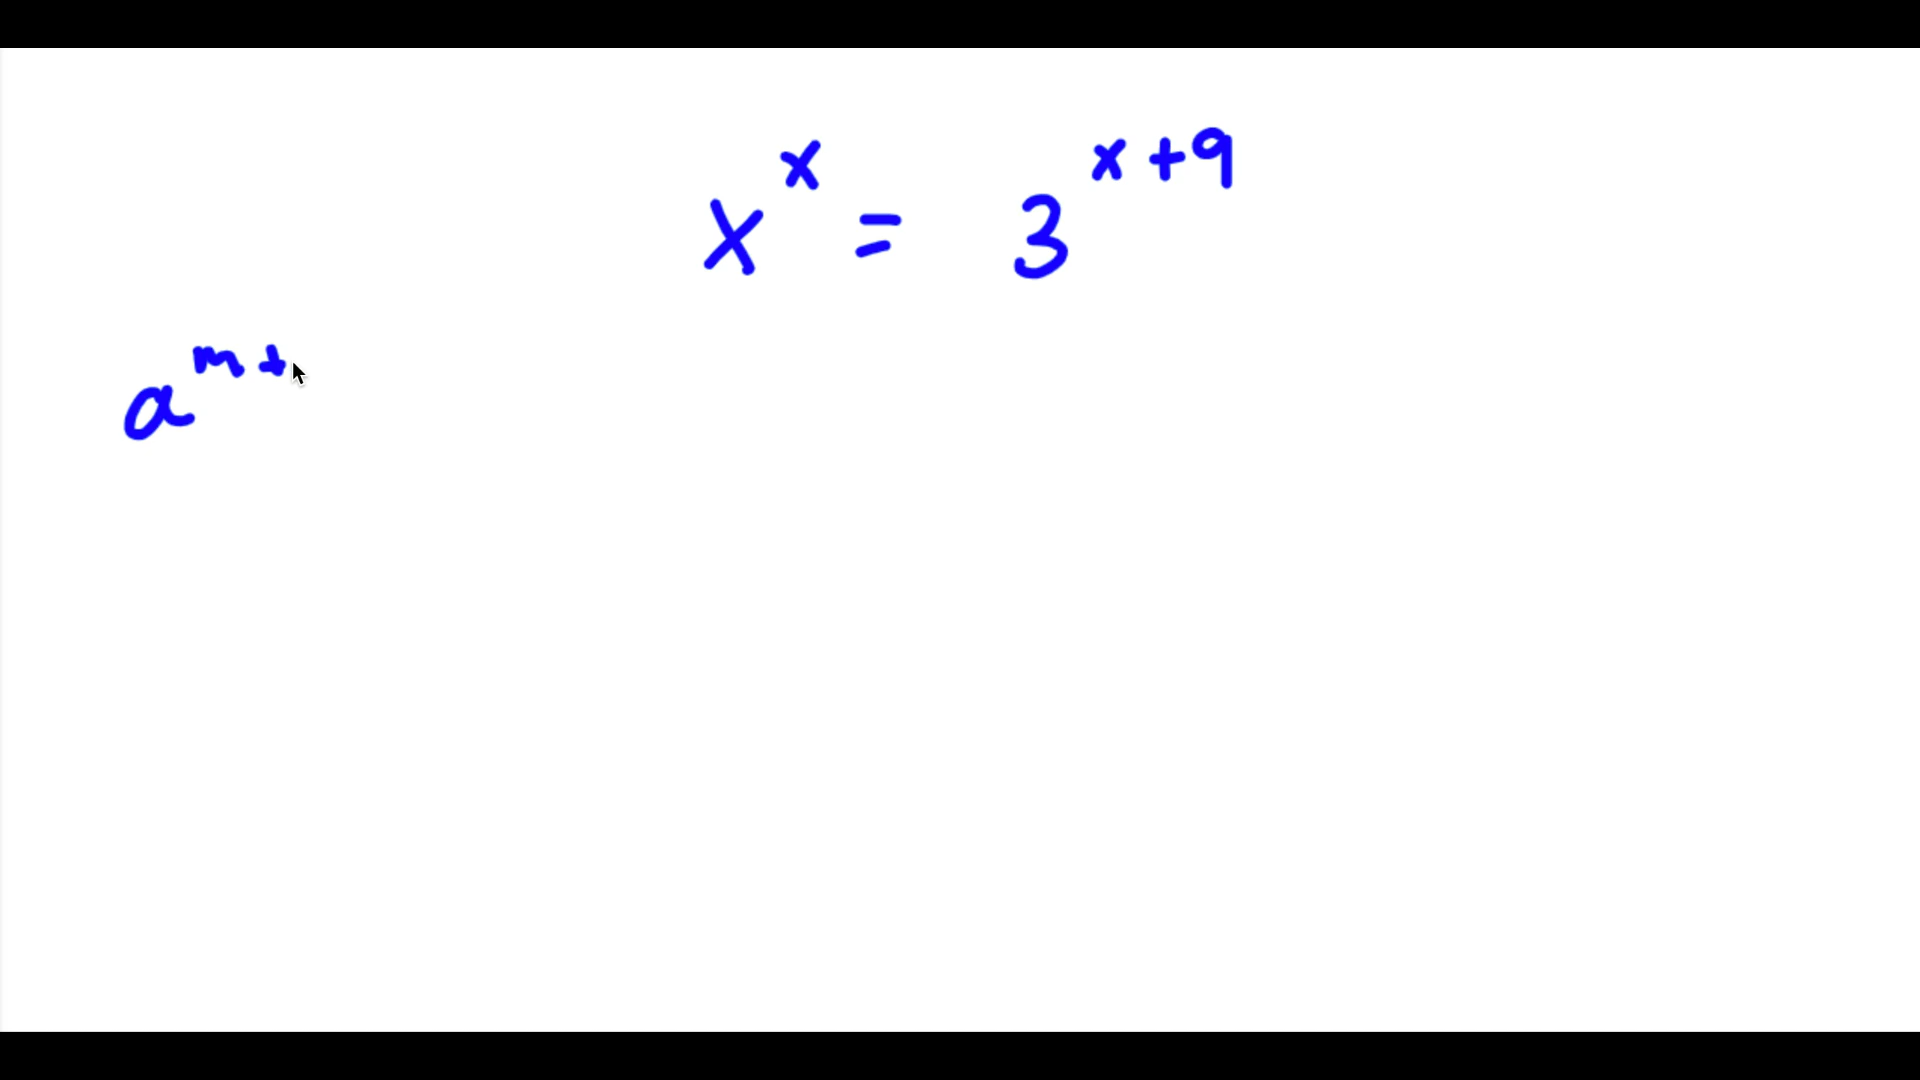 x^x = 3^{x+9}
a^{m+}